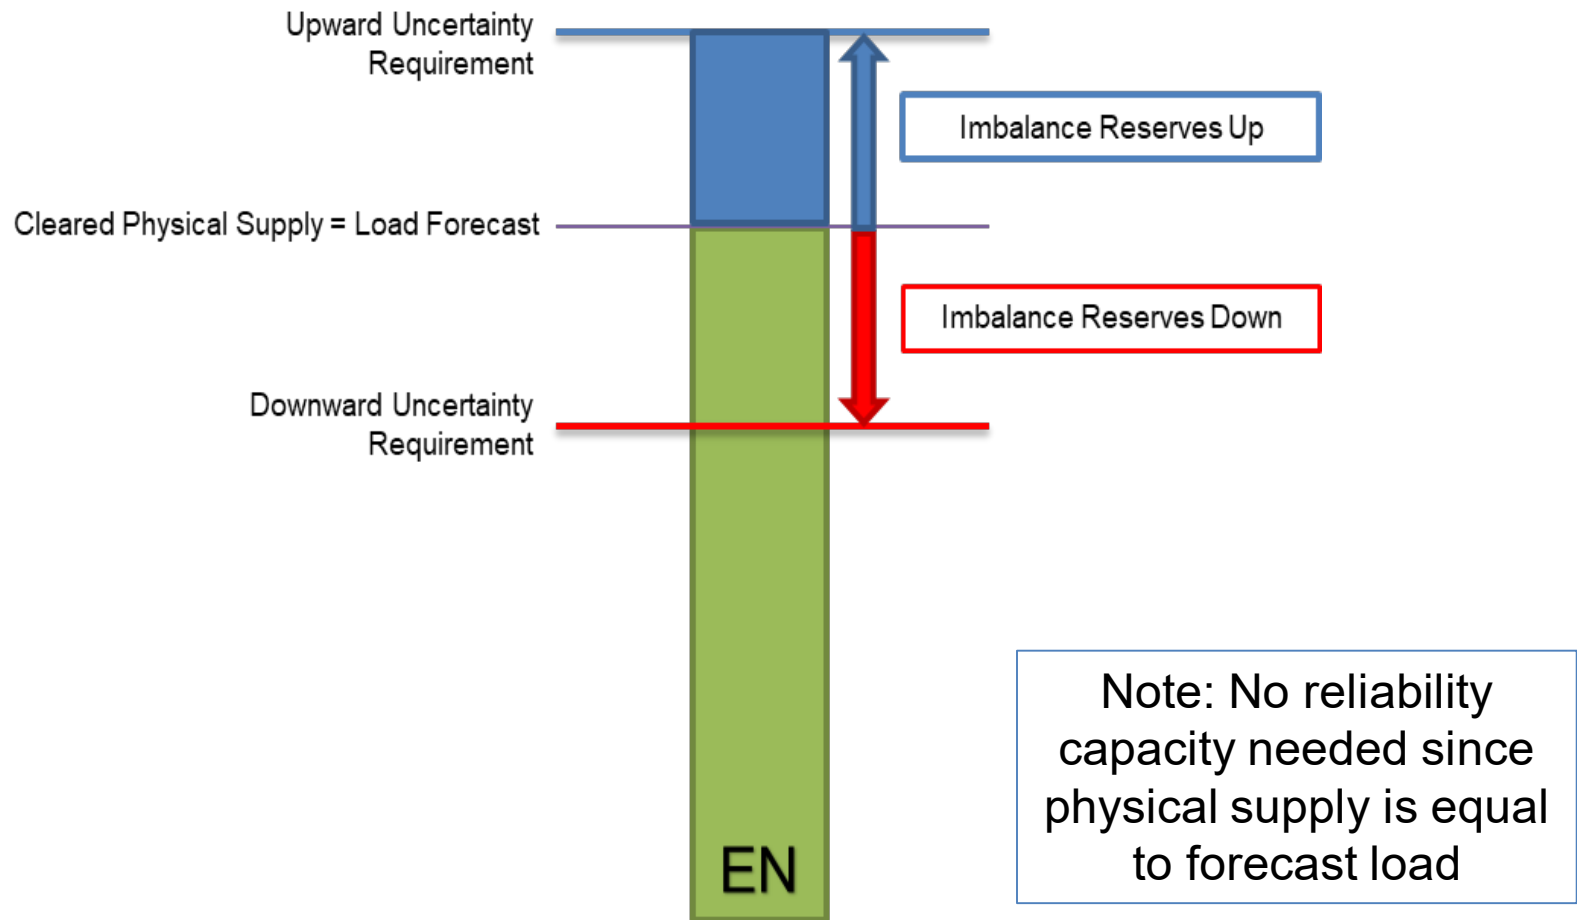 Upward Uncertainty
Requirement
Imbalance Reserves Up
Cleared Physical Supply = Load Forecast
Imbalance Reserves Down
Downward Uncertainty
Requirement
EN
Note: No reliability
capacity needed since
physical supply is equal
to forecast load